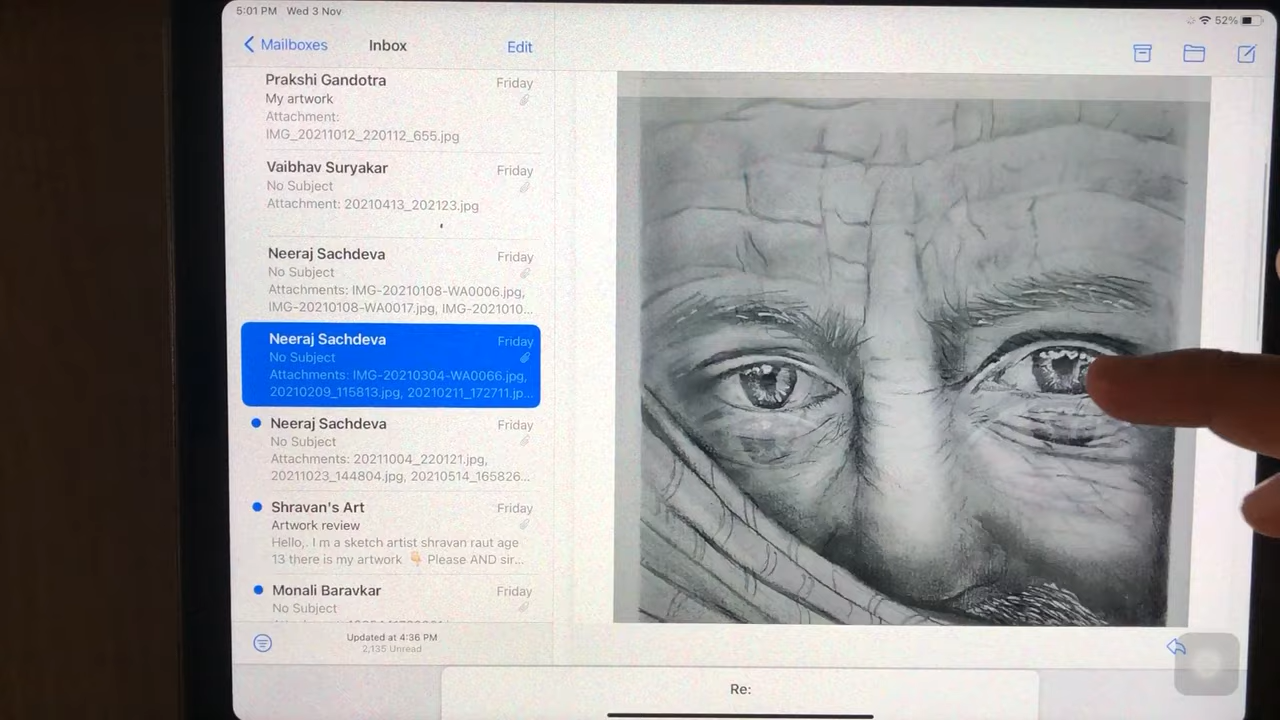 5:01 PM Wed 3 Nov
52%
Mailboxes
Inbox
Edit
Prakshi Gandotra
Friday
My artwork
Attachment:
IMG_20211012_220112_655.jpg
Vaibhav Suryakar
Friday
No Subject
Attachment: 20210413_202123.jpg
Neeraj Sachdeva
Friday
No Subject
Attachments: IMG-20210108-WA0006.jpg,
IMG-20210108-WA0017.jpg, IMG-2021010...
Neeraj Sachdeva
Friday
No Subject
Attachments: IMG-20210304-WA0066.jpg,
20210209_115813.jpg, 20210211_172711.jp...
Neeraj Sachdeva
Friday
No Subject
Attachments: 20211004_220121.jpg,
20211023_144804.jpg, 20210514_165826...
Shravan's Art
Friday
Artwork review
Hello,. I m a sketch artist shravan raut age
13 there is my artwork 👇 Please AND sir...
Monali Baravkar
Friday
No Subject
Updated at 4:36 PM
2,135 Unread
Re: